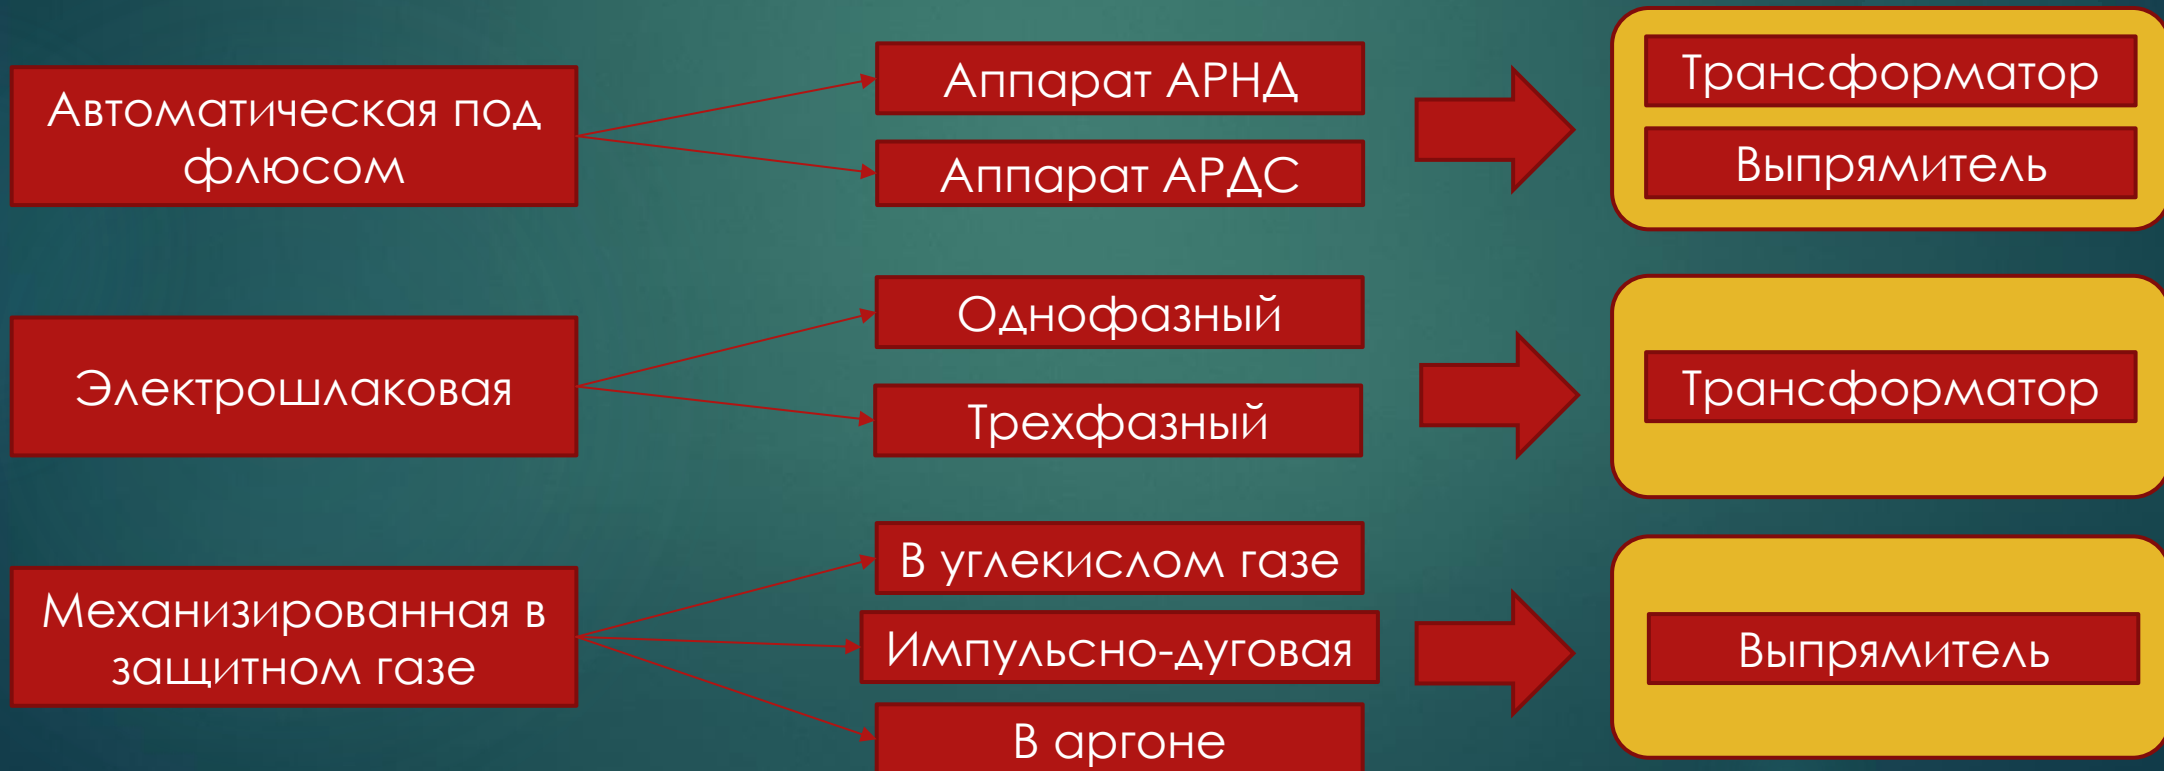 Автоматическая под
флюсом
Аппарат АРНД
Аппарат АРДС
Трансформатор
Выпрямитель
Электрошлаковая
Однофазный
Трехфазный
Трансформатор
Механизированная в
защитном газе
В углекислом газе
Импульсно-дуговая
В аргоне
Выпрямитель